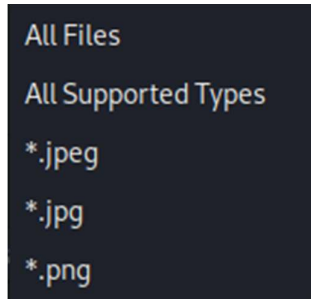 All Files
All Supported Types
*.jpeg
*.jpg
*.png